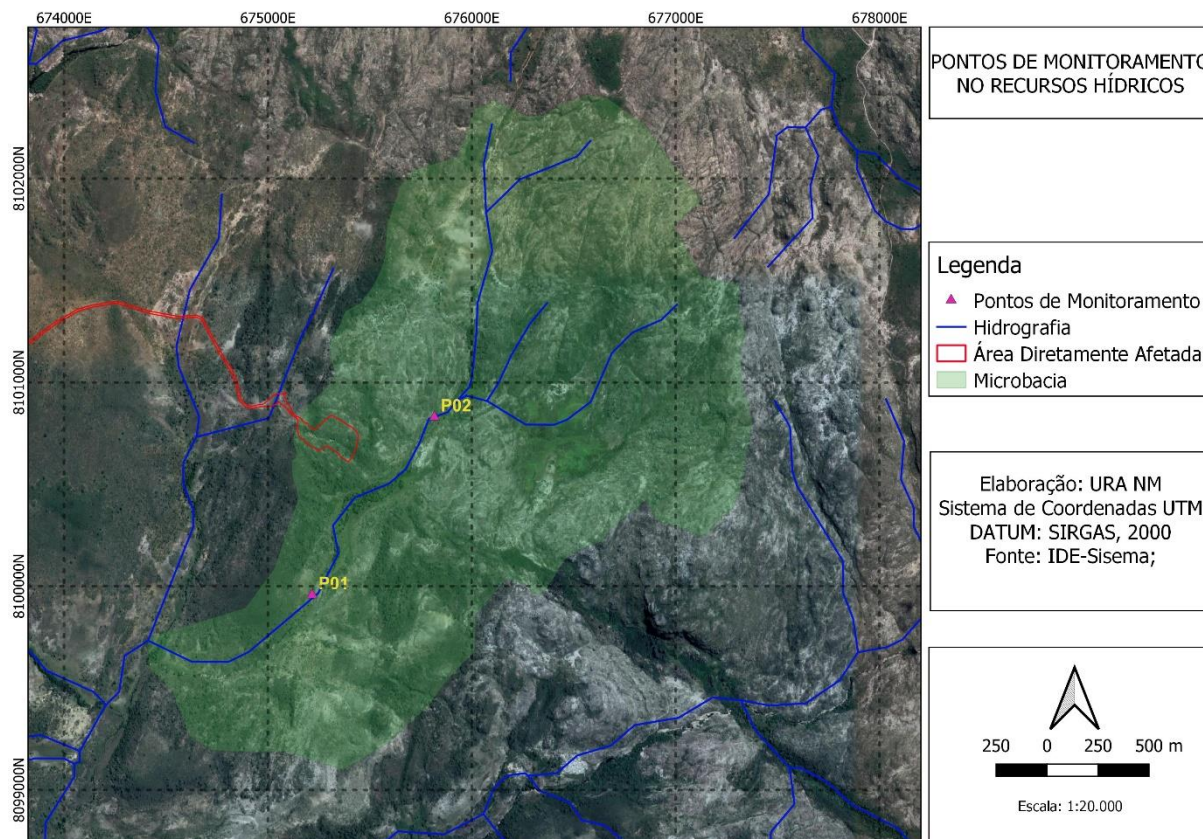 674000E 675000E 676000E 677000E 678000E
8102000N
8101000N
8100000N
8099000N
P02
P01
PONTOS DE MONITORAMENTO
NO RECURSOS HÍDRICOS
Legenda
Pontos de Monitoramento
Hidrografia
Área Diretamente Afetada
Microbacia
Elaboração: URA NM
Sistema de Coordenadas UTM
DATUM: SIRGAS, 2000
Fonte: IDE-Sisema;
250 0 250 500 m
Escala: 1:20.000